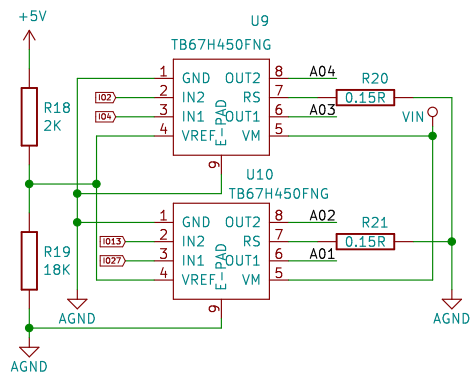 +5V
U9
TB67H450FNG
1 GND OUT2 8 A04
IO2 2 IN2 RS 7 R20 0.15R
IO4 3 IN1 OUT1 6 A03
4 VREF VM 5 VIN
E-PAD
9
R18
2K
U10
TB67H450FNG
1 GND OUT2 8 A02
IO13 2 IN2 RS 7 R21 0.15R
IO27 3 IN1 OUT1 6 A01
4 VREF VM 5
E-PAD
9
R19
18K
AGND
AGND
AGND